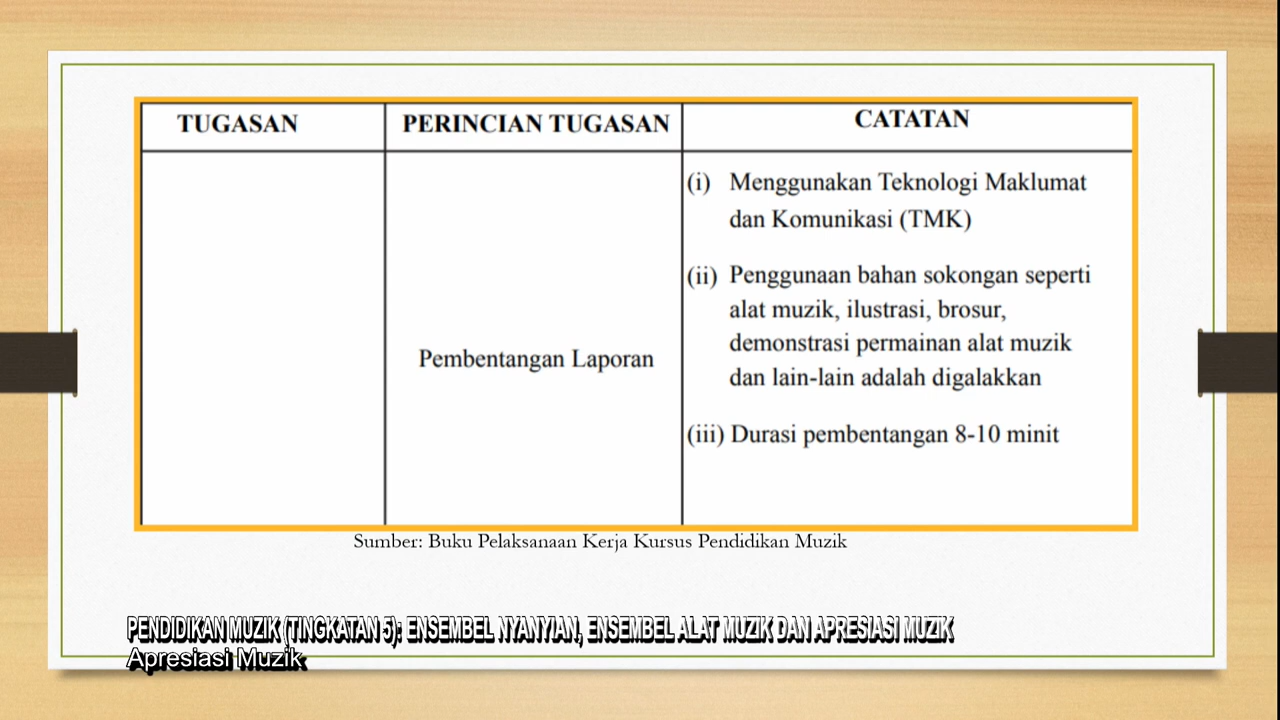 TUGASAN
PERINCIAN TUGASAN
CATATAN
Pembentangan Laporan
(i) Menggunakan Teknologi Maklumat
dan Komunikasi (TMK)
(ii) Penggunaan bahan sokongan seperti
alat muzik, ilustrasi, brosur,
demonstrasi permainan alat muzik
dan lain-lain adalah digalakkan
(iii) Durasi pembentangan 8-10 minit
Sumber: Buku Pelaksanaan Kerja Kursus Pendidikan Muzik
PENDIDIKAN MUZIK (TINGKATAN 5): ENSEMBEL NYANYIAN, ENSEMBEL ALAT MUZIK DAN APRESIASI MUZIK
Apresiasi Muzik